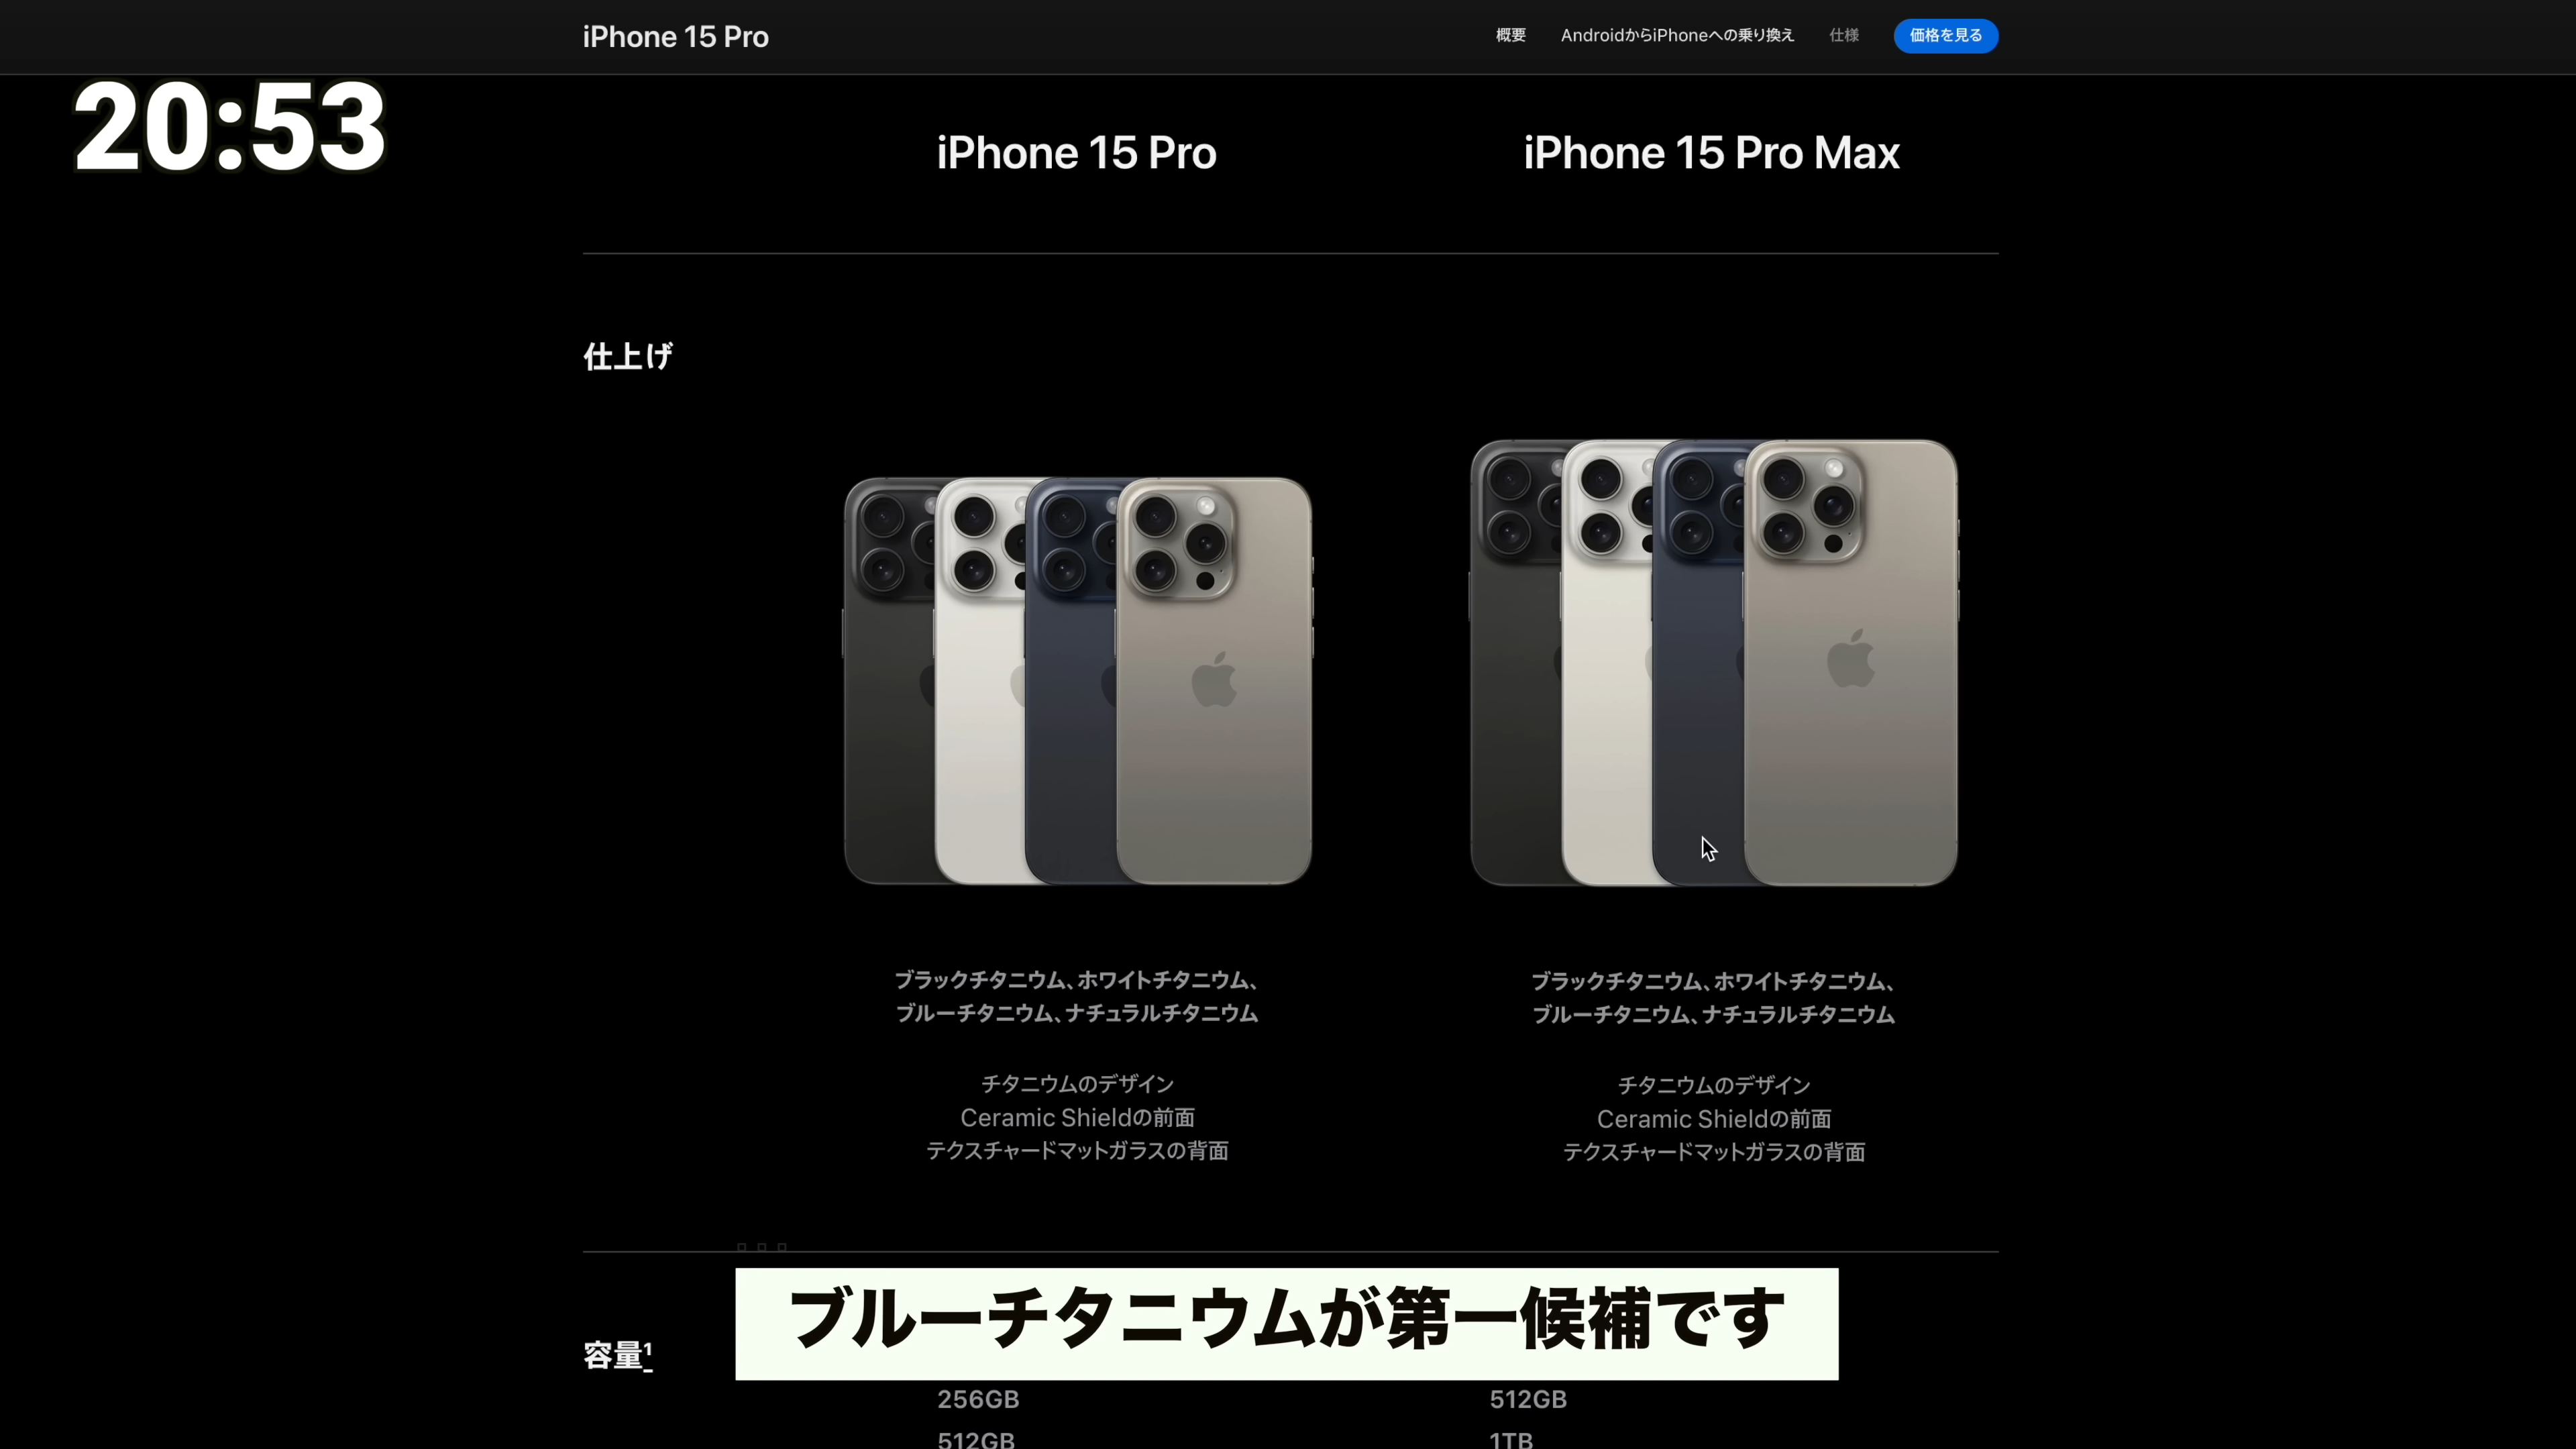 iPhone 15 Pro
概要
AndroidからiPhoneへの乗り換え
仕様
価格を見る
20:53
iPhone 15 Pro
iPhone 15 Pro Max
仕上げ
ブラックチタニウム、ホワイトチタニウム、
ブルーチタニウム、ナチュラルチタニウム
チタニウムのデザイン
Ceramic Shieldの前面
テクスチャードマットガラスの背面
ブラックチタニウム、ホワイトチタニウム、
ブルーチタニウム、ナチュラルチタニウム
チタニウムのデザイン
Ceramic Shieldの前面
テクスチャードマットガラスの背面
ブルーチタニウムが第一候補です
容量1
256GB
512GB
512GB
1TB